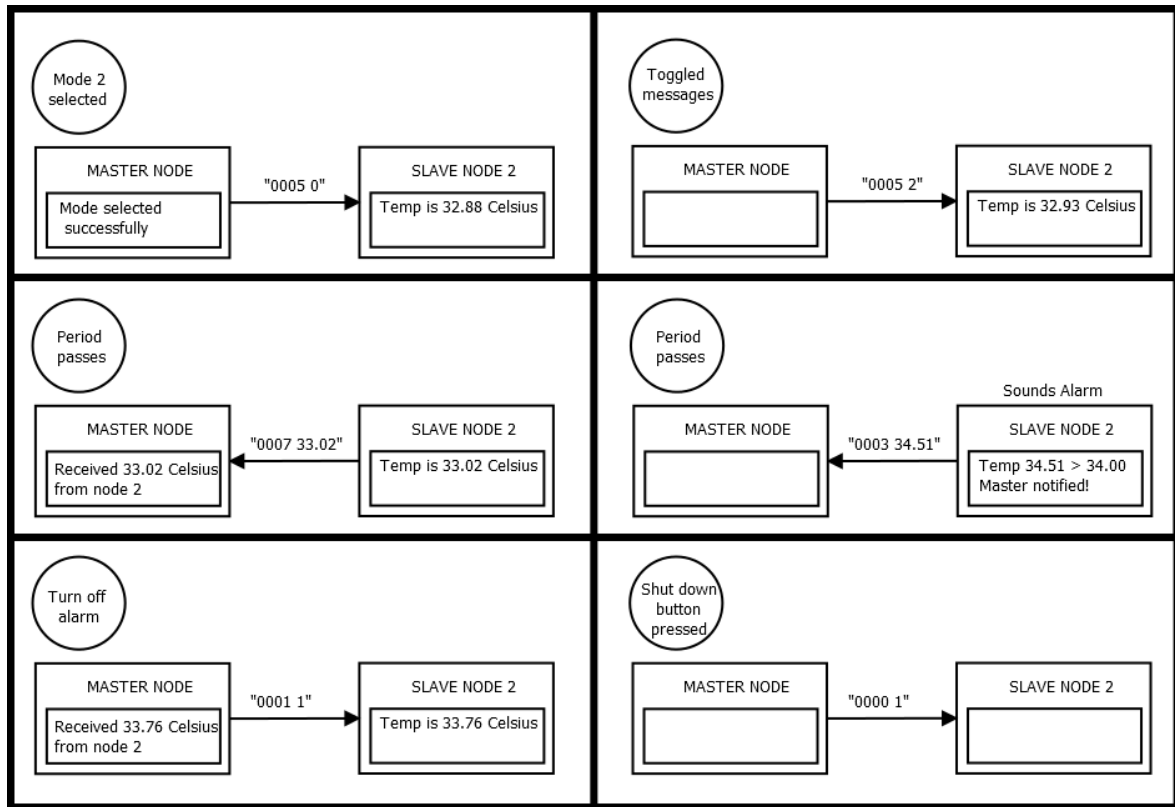 Mode 2
selected
MASTER NODE
Mode selected
successfully
"0005 0"
SLAVE NODE 2
Temp is 32.88 Celsius
Toggled
messages
MASTER NODE
"0005 2"
SLAVE NODE 2
Temp is 32.93 Celsius
Period
passes
MASTER NODE
Received 33.02 Celsius
from node 2
"0007 33.02"
SLAVE NODE 2
Temp is 33.02 Celsius
Period
passes
MASTER NODE
"0003 34.51"
Sounds Alarm
SLAVE NODE 2
Temp 34.51 > 34.00
Master notified!
Turn off
alarm
MASTER NODE
Received 33.76 Celsius
from node 2
"0001 1"
SLAVE NODE 2
Temp is 33.76 Celsius
Shut down
button
pressed
MASTER NODE
"0000 1"
SLAVE NODE 2